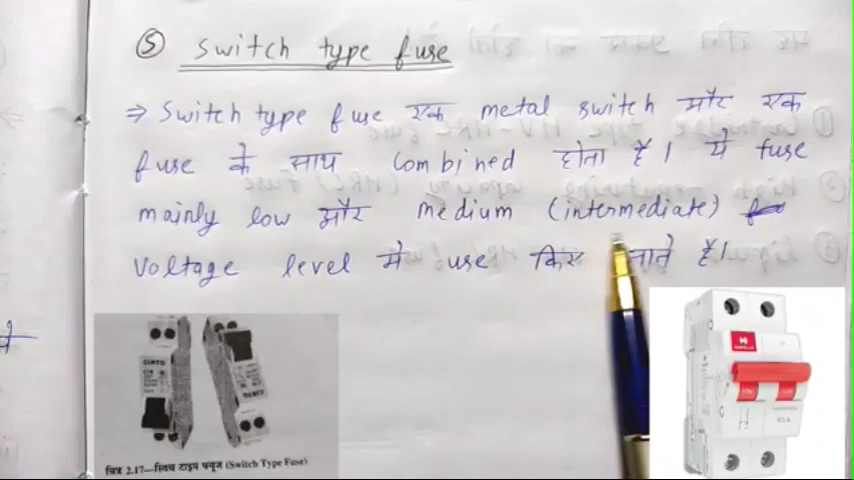 ⑤ Switch type fuse
⇒ Switch type fuse एक metal switch और एक
fuse के साथ Combined होता है। ये fuse
mainly low और medium (intermediate)
Voltage level मे use किए जाते है।
चित्र 2.17—स्विच टाइप फ्यूज (Switch Type Fuse)